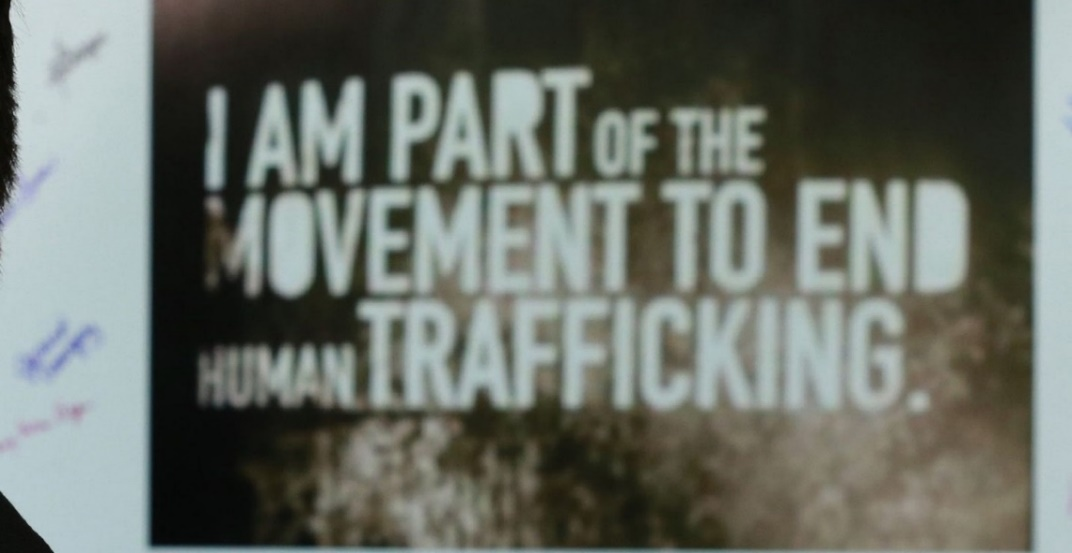 I AM PART OF THE
MOVEMENT TO END
HUMAN TRAFFICKING.